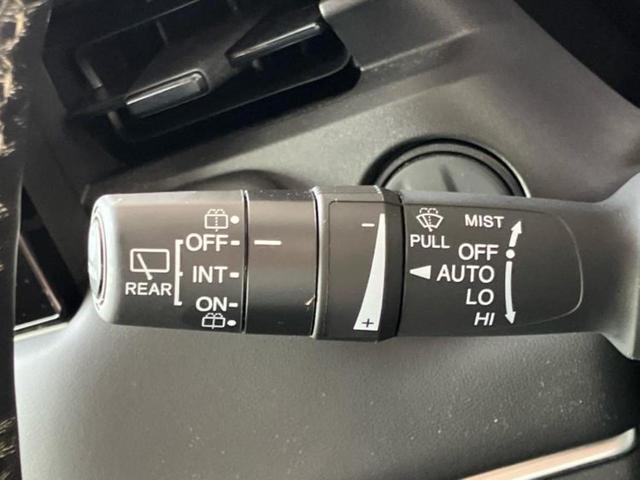 REAR
OFF
INT
ON
−
+
PULL
MIST
OFF
AUTO
LO
HI